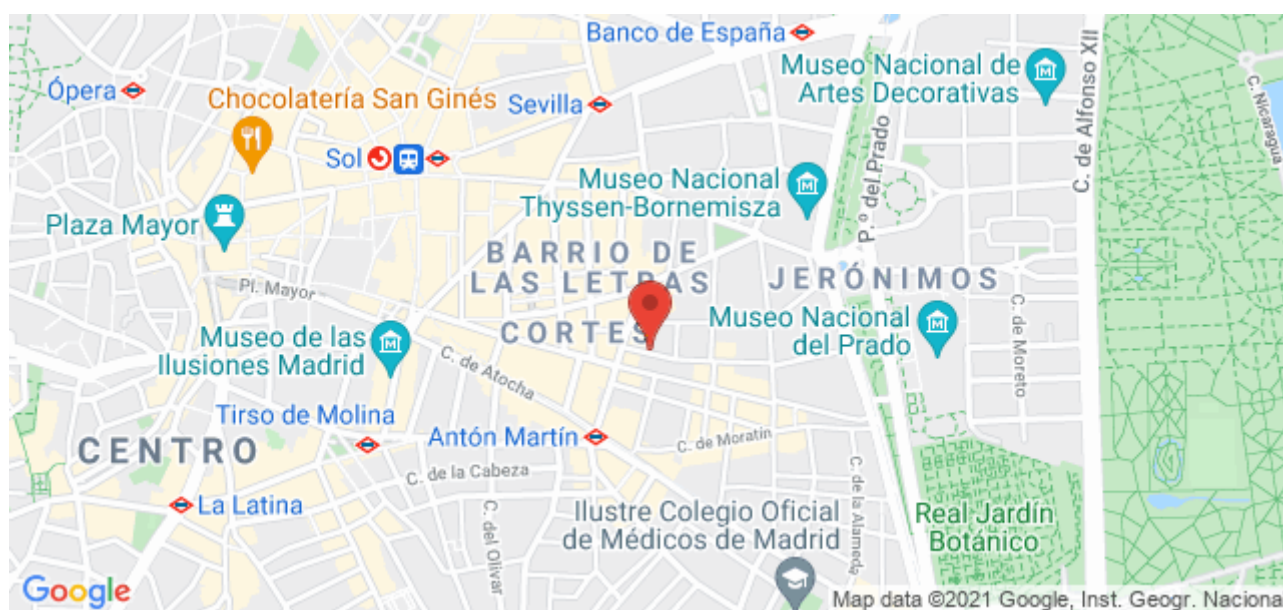 Banco de España
Museo Nacional de
Artes Decorativas
C. de Alfonso XII
C. Nicaragua
Ópera
Chocolatería San Ginés
Sevilla
Sol
P.º del Prado
Museo Nacional
Thyssen-Bornemisza
Plaza Mayor
BARRIO DE
LAS LETRAS
JERÓNIMOS
Pl. Mayor
CORTES
Museo Nacional
del Prado
C. de Moreto
Museo de las
Ilusiones Madrid
C. de Atocha
Tirso de Molina
Antón Martín
C. de Moratín
CENTRO
C. de la Cabeza
C. de la Alameda
La Latina
C. del Olivar
Ilustre Colegio Oficial
de Médicos de Madrid
Real Jardín
Botánico
Google
Map data ©2021 Google, Inst. Geogr. Naciona